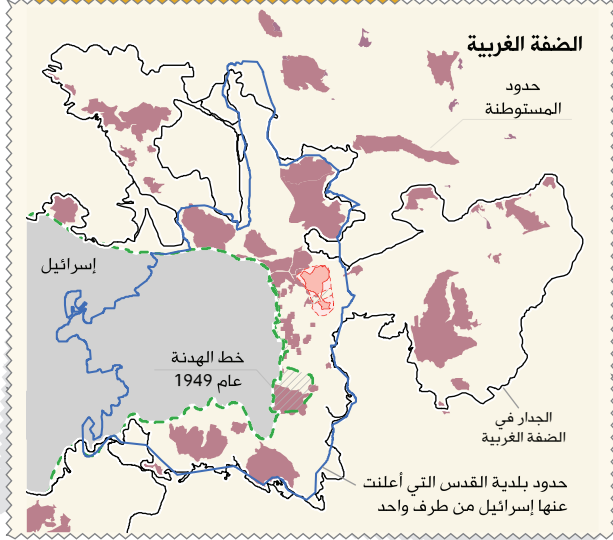 الضفة الغربية
حدود
المستوطنة
إسرائيل
خط الهدنة
عام 1949
الجدار في
الضفة الغربية
حدود بلدية القدس التي أعلنت
عنها إسرائيل من طرف واحد